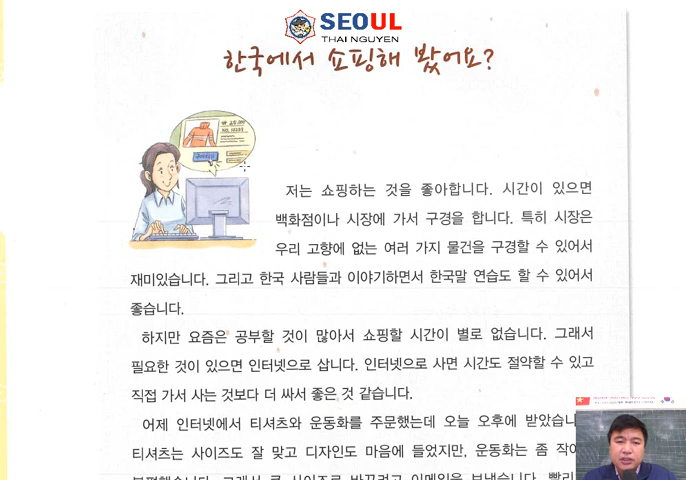 SEOUL
THAI NGUYEN
한국에서 쇼핑해 봤어요?
저는 쇼핑하는 것을 좋아합니다. 시간이 있으면
백화점이나 시장에 가서 구경을 합니다. 특히 시장은
우리 고향에 없는 여러 가지 물건을 구경할 수 있어서
재미있습니다. 그리고 한국 사람들과 이야기하면서 한국말 연습도 할 수 있어서
좋습니다.
하지만 요즘은 공부할 것이 많아서 쇼핑할 시간이 별로 없습니다. 그래서
필요한 것이 있으면 인터넷으로 삽니다. 인터넷으로 사면 시간도 절약할 수 있고
직접 가서 사는 것보다 더 싸서 좋은 것 같습니다.
어제 인터넷에서 티셔츠와 운동화를 주문했는데 오늘 오후에
티셔츠는 사이즈도 잘 맞고 디자인도 마음에 들었지만, 운동화는 좀